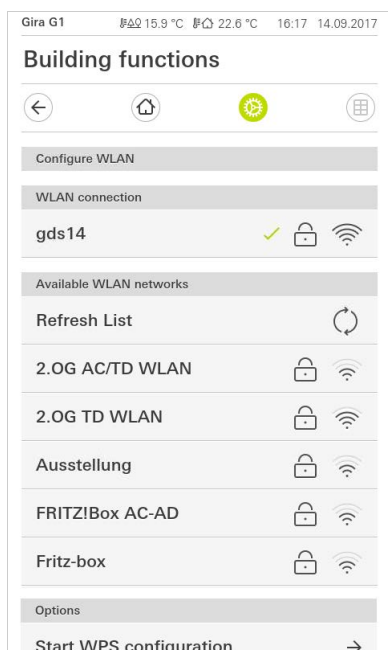 Gira G1 15.9 °C 22.6 °C 16:17 14.09.2017
Building functions
Configure WLAN
WLAN connection
gds14
Available WLAN networks
Refresh List
2.OG AC/TD WLAN
2.OG TD WLAN
Ausstellung
FRITZ!Box AC-AD
Fritz-box
Options
Start WPS configuration